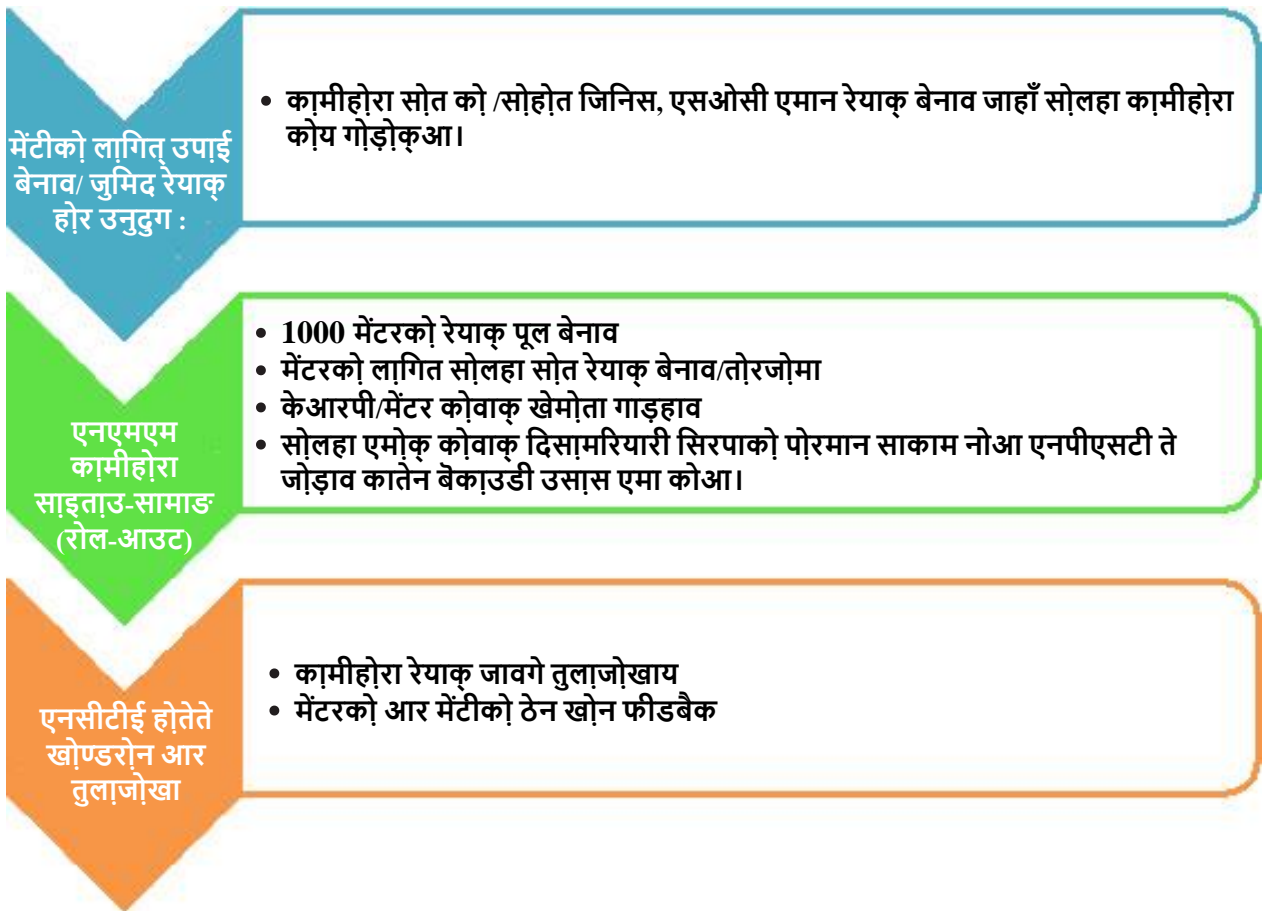 मेंटीको़ ला़गित् उपा़ई
बेनाव/ जुमिद रेयाक्
हो़र उनुदुग :
• का़मीहो़रा सो़त को़ /सो़हो़त जिनिस, एसओसी एमान रेयाक् बेनाव जाहाँ सो़लहा का़मीहो़रा
को़य गो़ड़ो़क्आ।
एनएमएम
का़मीहो़रा
सा़इता़उ-सामाङ
(रोल-आउट)
• 1000 मेंटरको़ रेयाक् पूल बेनाव
• मेंटरको़ ला़गित सो़लहा सो़त रेयाक् बेनाव/तो़रजो़मा
• केआरपी/मेंटर को़वाक् खेमो़ता गाड़हाव
• सो़लहा एमो़क् को़वाक् दिसा़मरियारी सिरपाको़ पो़रमान साकाम नोआ एनपीएसटी ते
जो़ड़ाव कातेन बॆका़उडी उसा़स एमा कोआ।
एनसीटीई हो़तेते
खो़ण्डरो़न आर
तुला़जो़खा
• का़मीहो़रा रेयाक् जावगे तुला़जो़खाय
• मेंटरको़ आर मेंटीको़ ठेन खो़न फीडबैक